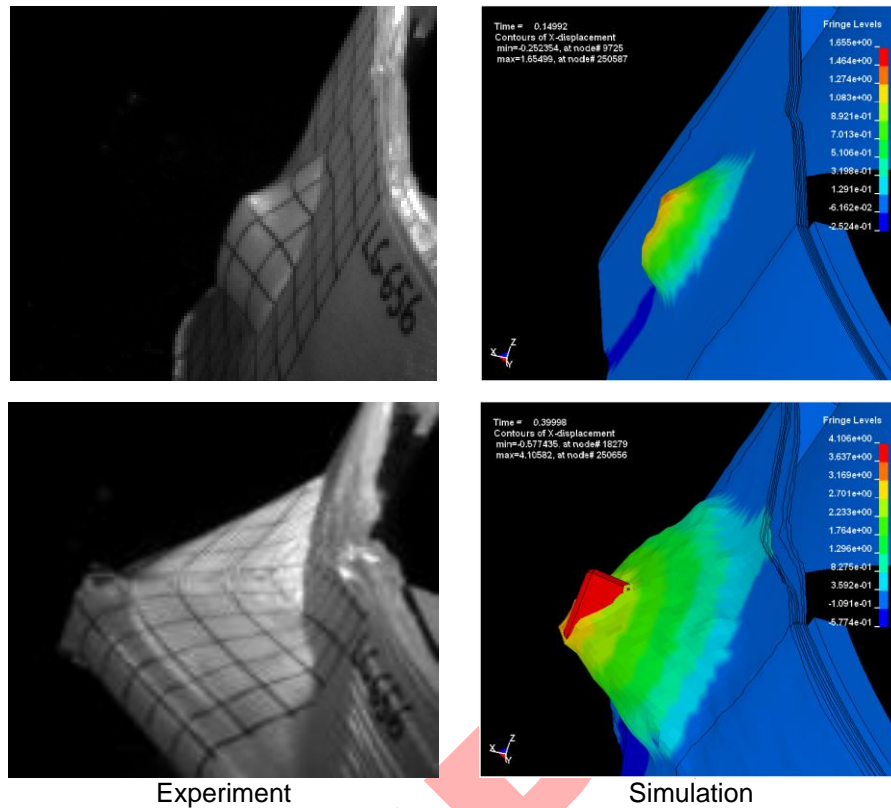 LG656
Time = 0.14992
Contours of X-displacement
min=-0.252354, at node# 9725
max=1.65499, at node# 250587
Fringe Levels
1.655e+00
1.464e+00
1.274e+00
1.083e+00
8.921e-01
7.013e-01
5.106e-01
3.198e-01
1.291e-01
-6.162e-02
-2.524e-01
X
Z
Y
LG656
Time = 0.39998
Contours of X-displacement
min=-0.577435, at node# 18279
max=4.10582, at node# 250656
Fringe Levels
4.106e+00
3.637e+00
3.169e+00
2.701e+00
2.233e+00
1.764e+00
1.296e+00
8.275e-01
3.592e-01
-1.091e-01
-5.774e-01
X
Z
Y
Experiment
Simulation